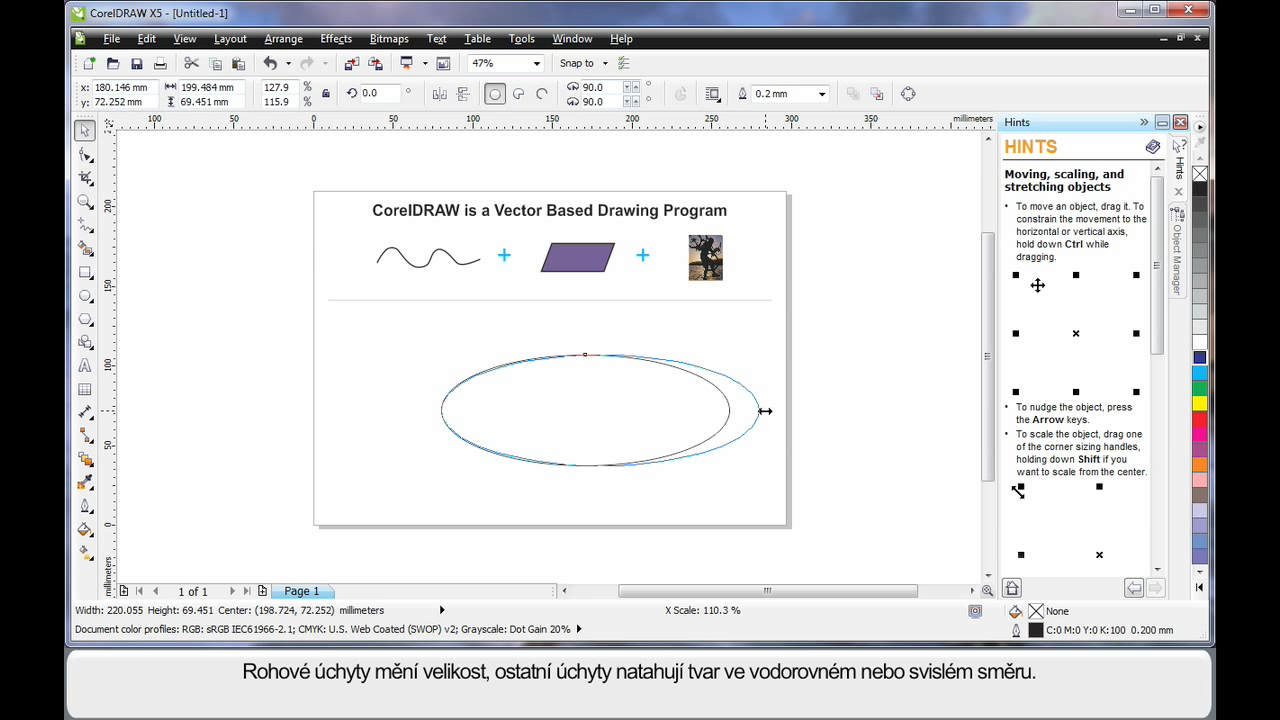 CorelDRAW X5 - [Untitled-1]
File Edit View Layout Arrange Effects Bitmaps Text Table Tools Window Help
47% Snap to
x: 180.146 mm 199.484 mm 127.9 % 0.0 ° 90.0 ° 0.2 mm
y: 72.252 mm 69.451 mm 115.9 % 90.0 °
100 50 0 50 100 150 200 250 300 350 millimeters
200
150
100
50
0
millimeters
CorelDRAW is a Vector Based Drawing Program
Hints
HINTS
Moving, scaling, and
stretching objects
• To move an object, drag it. To
constrain the movement to the
horizontal or vertical axis,
hold down Ctrl while
dragging.
• To nudge the object, press
the Arrow keys.
• To scale the object, drag one
of the corner sizing handles,
holding down Shift if you
want to scale from the center.
Hints
Object Manager
1 of 1 Page 1
Width: 220.055 Height: 69.451 Center: (198.724, 72.252) millimeters X Scale: 110.3 % None
Document color profiles: RGB: sRGB IEC61966-2.1; CMYK: U.S. Web Coated (SWOP) v2; Grayscale: Dot Gain 20% C:0 M:0 Y:0 K:100 0.200 mm
Rohové úchyty mění velikost, ostatní úchyty natahují tvar ve vodorovném nebo svislém směru.